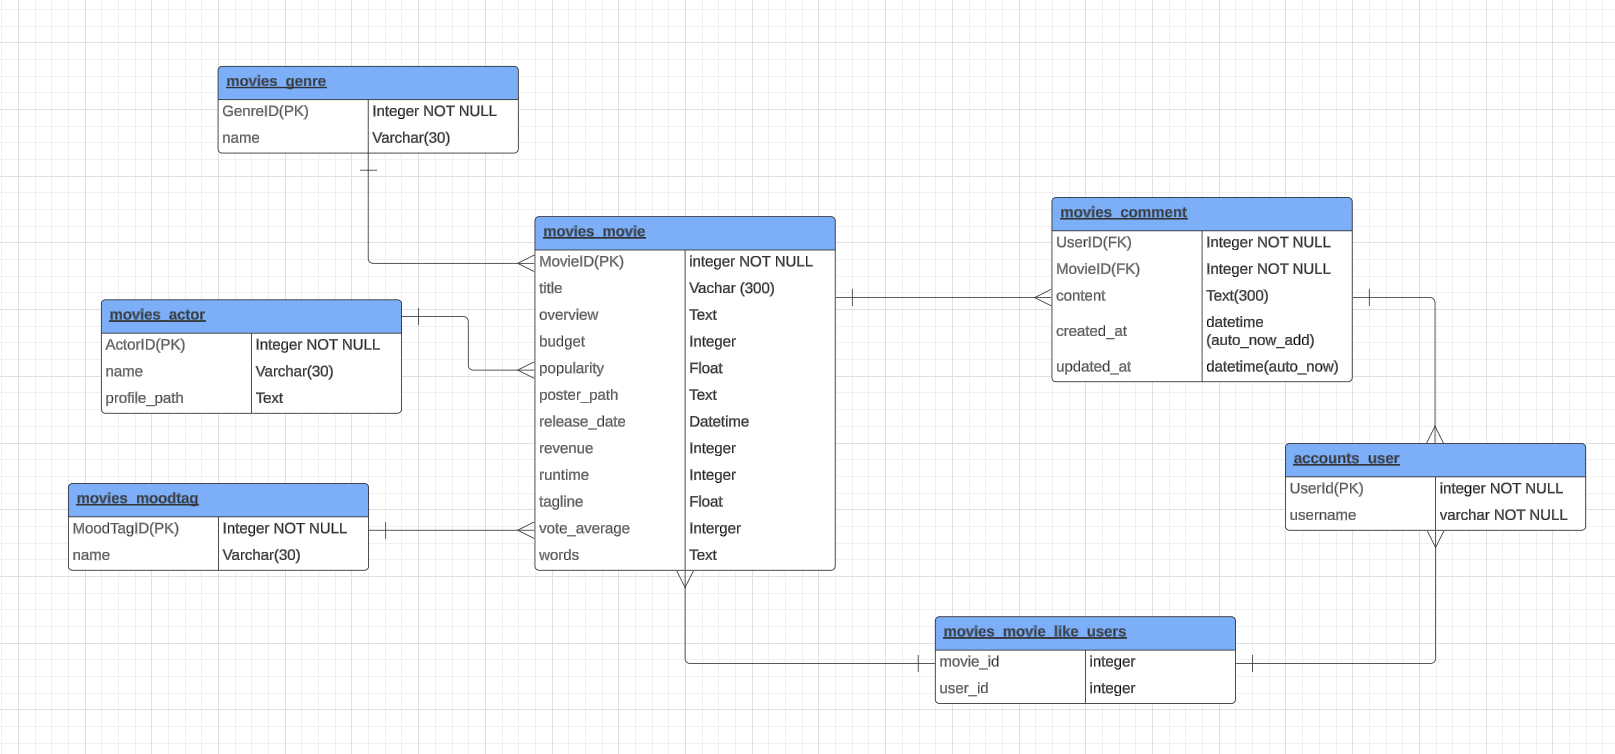 movies_genre
GenreID(PK) Integer NOT NULL
name Varchar(30)
movies_actor
ActorID(PK) Integer NOT NULL
name Varchar(30)
profile_path Text
movies_moodtag
MoodTagID(PK) Integer NOT NULL
name Varchar(30)
movies_movie
MovieID(PK) integer NOT NULL
title Vachar (300)
overview Text
budget Integer
popularity Float
poster_path Text
release_date Datetime
revenue Integer
runtime Integer
tagline Float
vote_average Interger
words Text
movies_comment
UserID(FK) Integer NOT NULL
MovieID(FK) Integer NOT NULL
content Text(300)
created_at datetime
(auto_now_add)
updated_at datetime(auto_now)
accounts_user
UserId(PK) integer NOT NULL
username varchar NOT NULL
movies_movie_like_users
movie_id integer
user_id integer